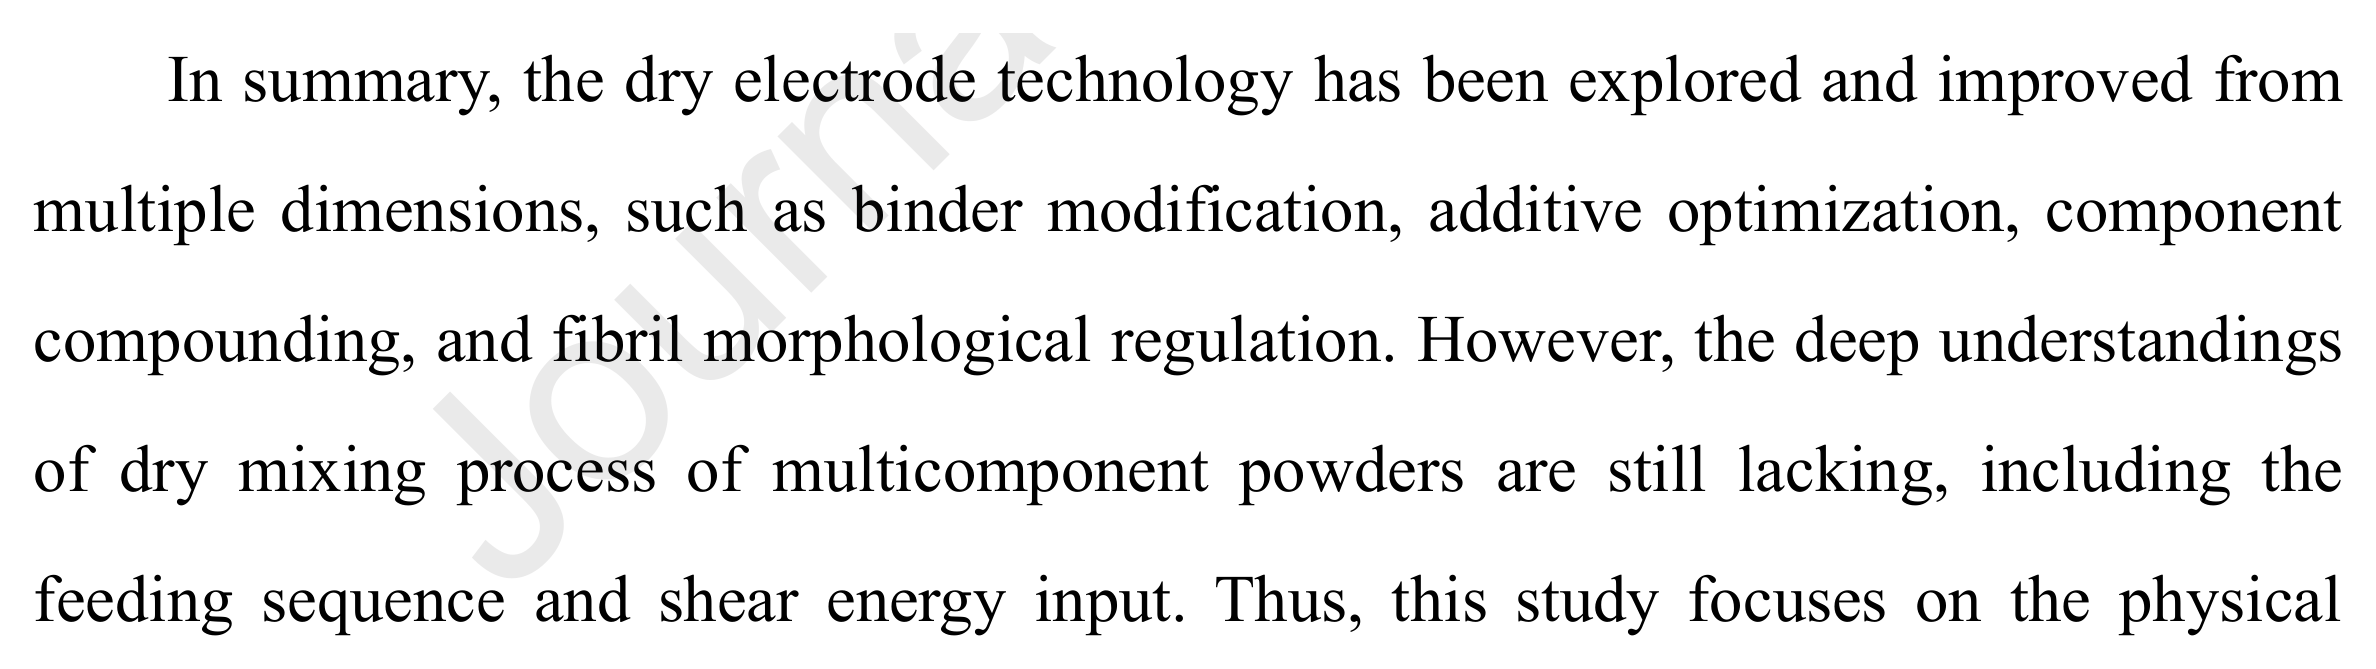 In summary, the dry electrode technology has been explored and improved from
multiple dimensions, such as binder modification, additive optimization, component
compounding, and fibril morphological regulation. However, the deep understandings
of dry mixing process of multicomponent powders are still lacking, including the
feeding sequence and shear energy input. Thus, this study focuses on the physical